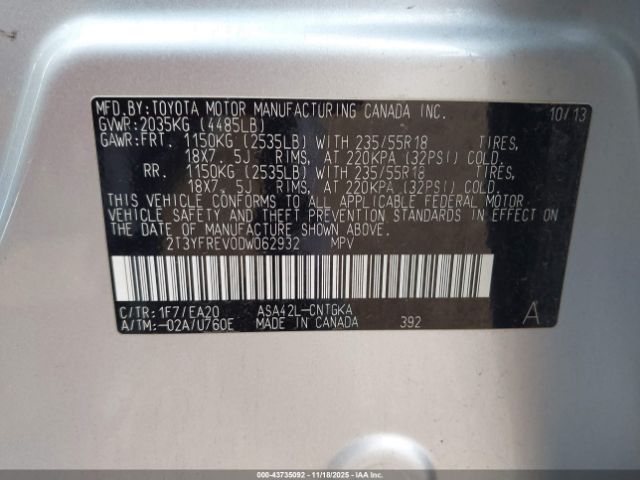 MFD.BY:TOYOTA MOTOR MANUFACTURING CANADA INC. 10/13
GVWR:2035KG (4485LB)
GAWR:FRT. 1150KG (2535LB) WITH 235/55R18 TIRES,
18X7.5J RIMS, AT 220KPA (32PSI) COLD.
RR. 1150KG (2535LB) WITH 235/55R18 TIRES,
18X7.5J RIMS, AT 220KPA (32PSI) COLD.
THIS VEHICLE CONFORMS TO ALL APPLICABLE FEDERAL MOTOR
VEHICLE SAFETY AND THEFT PREVENTION STANDARDS IN EFFECT ON
THE DATE OF MANUFACTURE SHOWN ABOVE.
2T3YFREV0DW062932 MPV
C/TR:1F7/EA20 ASA42L-CNTGKA
A/TM:-02A/U760E MADE IN CANADA 392 A
000-43735092 - 11/18/2025 - IAA, Inc.